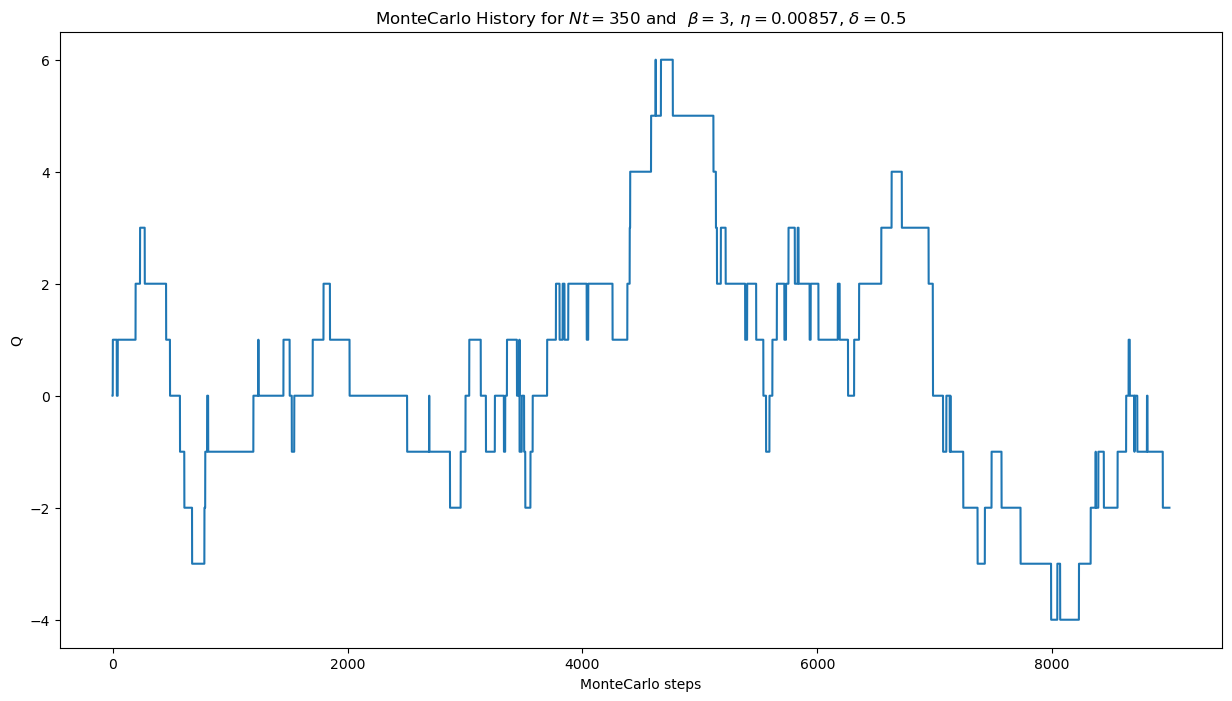 MonteCarlo History for Nt = 350 and β = 3, η = 0.00857, δ = 0.5
Q
6
4
2
0
−2
−4
0 2000 4000 6000 8000
MonteCarlo steps